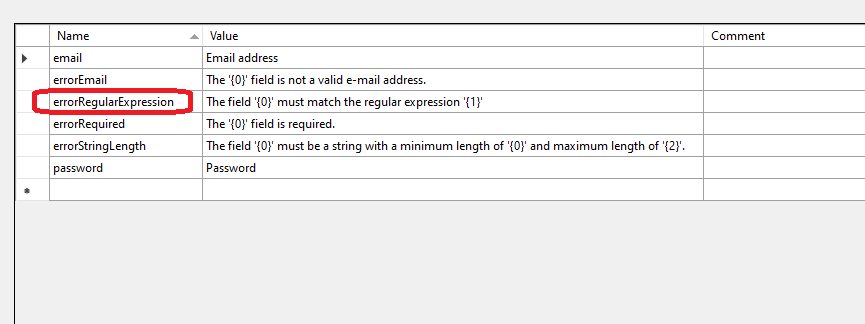 Name Value Comment
email Email address
errorEmail The '{0}' field is not a valid e-mail address.
errorRegularExpression The field '{0}' must match the regular expression '{1}'
errorRequired The '{0}' field is required.
errorStringLength The field '{0}' must be a string with a minimum length of '{0}' and maximum length of '{2}'.
password Password